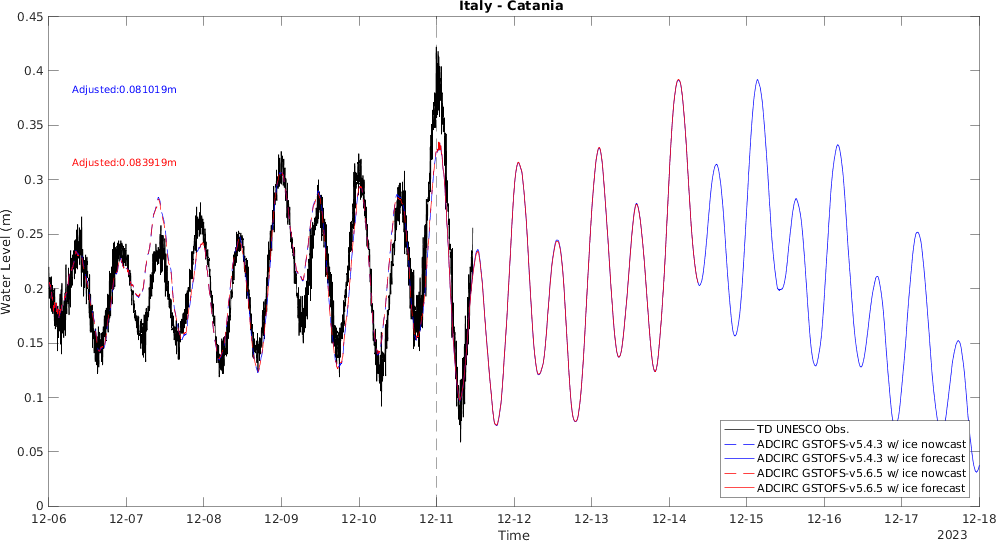 Italy - Catania
0.45
0.4
0.35
0.3
0.25
0.2
0.15
0.1
0.05
0
Water Level (m)
Adjusted:0.081019m
Adjusted:0.083919m
TD UNESCO Obs.
ADCIRC GSTOFS-v5.4.3 w/ ice nowcast
ADCIRC GSTOFS-v5.4.3 w/ ice forecast
ADCIRC GSTOFS-v5.6.5 w/ ice nowcast
ADCIRC GSTOFS-v5.6.5 w/ ice forecast
12-06 12-07 12-08 12-09 12-10 12-11 12-12 12-13 12-14 12-15 12-16 12-17 12-18
Time
2023